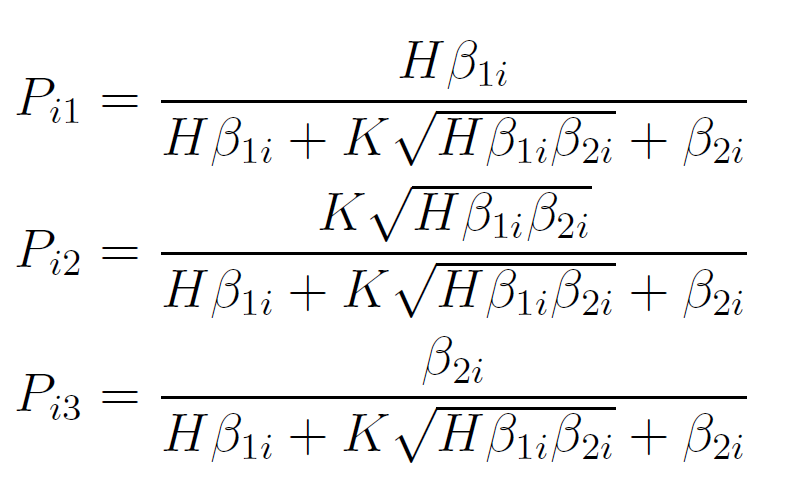 P_{i1} = \frac{H\beta_{1i}}{H\beta_{1i} + K\sqrt{H\beta_{1i}\beta_{2i}} + \beta_{2i}}
P_{i2} = \frac{K\sqrt{H\beta_{1i}\beta_{2i}}}{H\beta_{1i} + K\sqrt{H\beta_{1i}\beta_{2i}} + \beta_{2i}}
P_{i3} = \frac{\beta_{2i}}{H\beta_{1i} + K\sqrt{H\beta_{1i}\beta_{2i}} + \beta_{2i}}